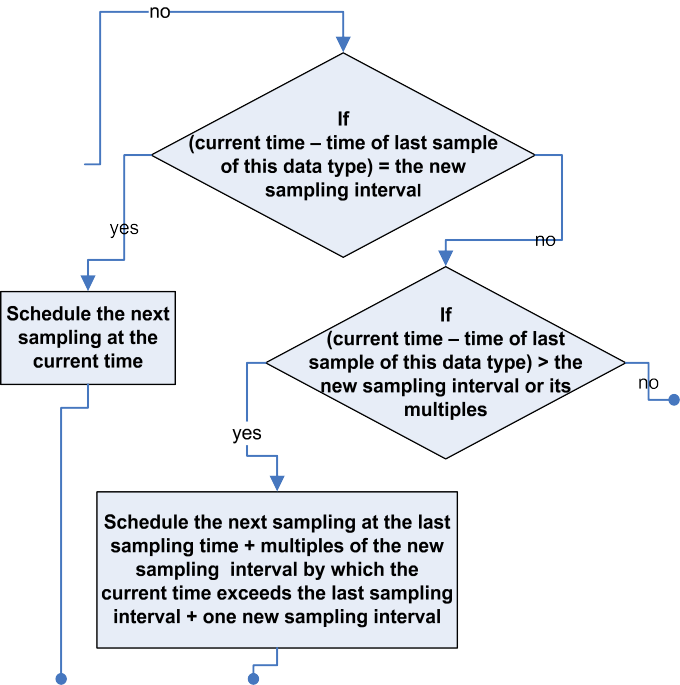 no
If
(current time – time of last sample
of this data type) = the new
sampling interval
yes
no
Schedule the next
sampling at the
current time
If
(current time – time of last
sample of this data type) > the
new sampling interval or its
multiples
no
yes
Schedule the next sampling at the last
sampling time + multiples of the new
sampling interval by which the
current time exceeds the last sampling
interval + one new sampling interval